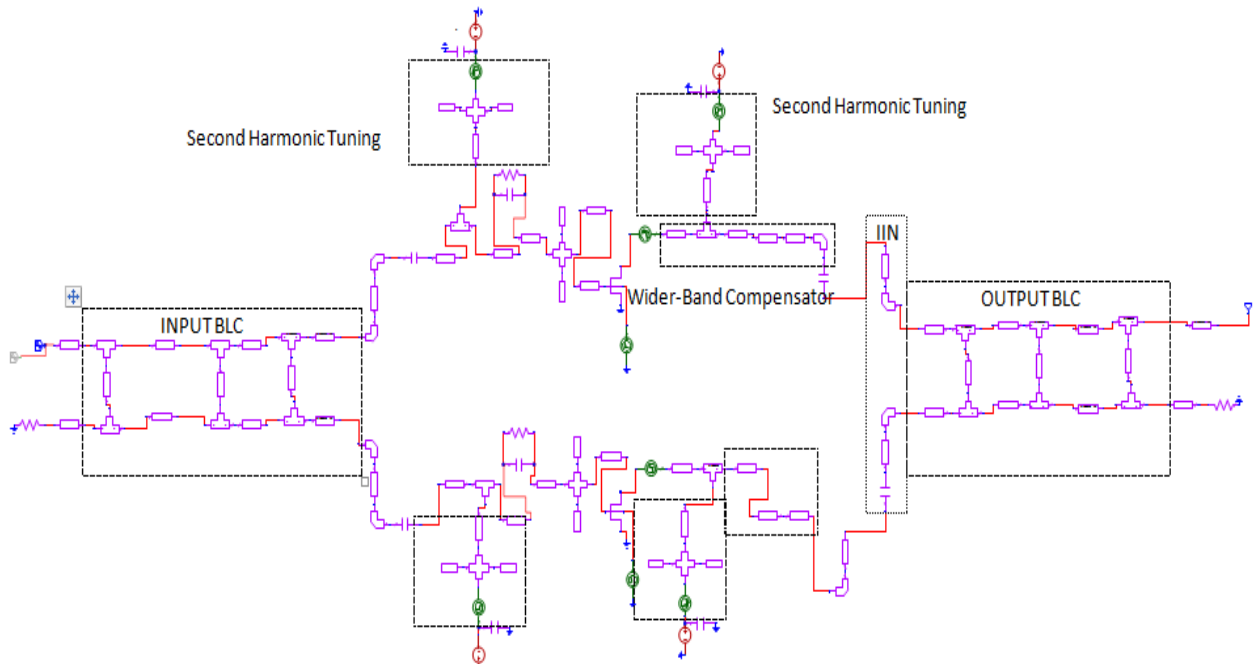 Second Harmonic Tuning
Second Harmonic Tuning
IIN
Wider-Band Compensator
OUTPUT BLC
INPUT BLC